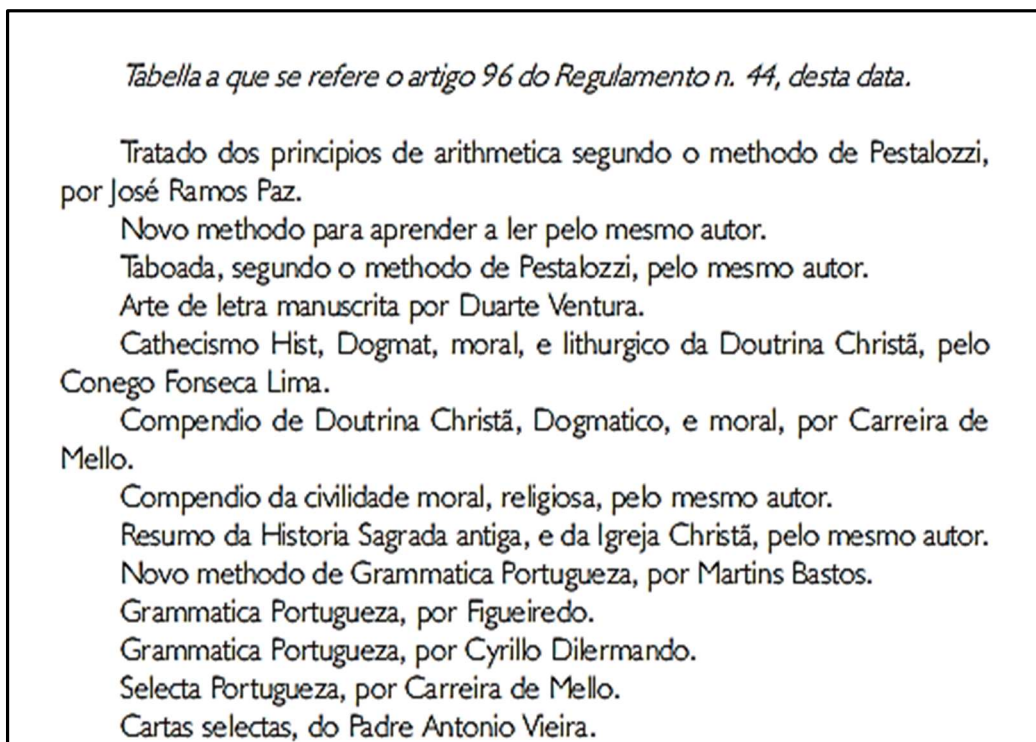 Tabella a que se refere o artigo 96 do Regulamento n. 44, desta data.
Tratado dos principios de arithmetica segundo o methodo de Pestalozzi,
por José Ramos Paz.
Novo methodo para aprender a ler pelo mesmo autor.
Taboada, segundo o methodo de Pestalozzi, pelo mesmo autor.
Arte de letra manuscrita por Duarte Ventura.
Cathecismo Hist, Dogmat, moral, e lithurgico da Doutrina Christã, pelo
Conego Fonseca Lima.
Compendio de Doutrina Christã, Dogmatico, e moral, por Carreira de
Mello.
Compendio da civilidade moral, religiosa, pelo mesmo autor.
Resumo da Historia Sagrada antiga, e da Igreja Christã, pelo mesmo autor.
Novo methodo de Grammatica Portugueza, por Martins Bastos.
Grammatica Portugueza, por Figueiredo.
Grammatica Portugueza, por Cyrillo Dilermando.
Selecta Portugueza, por Carreira de Mello.
Cartas selectas, do Padre Antonio Vieira.